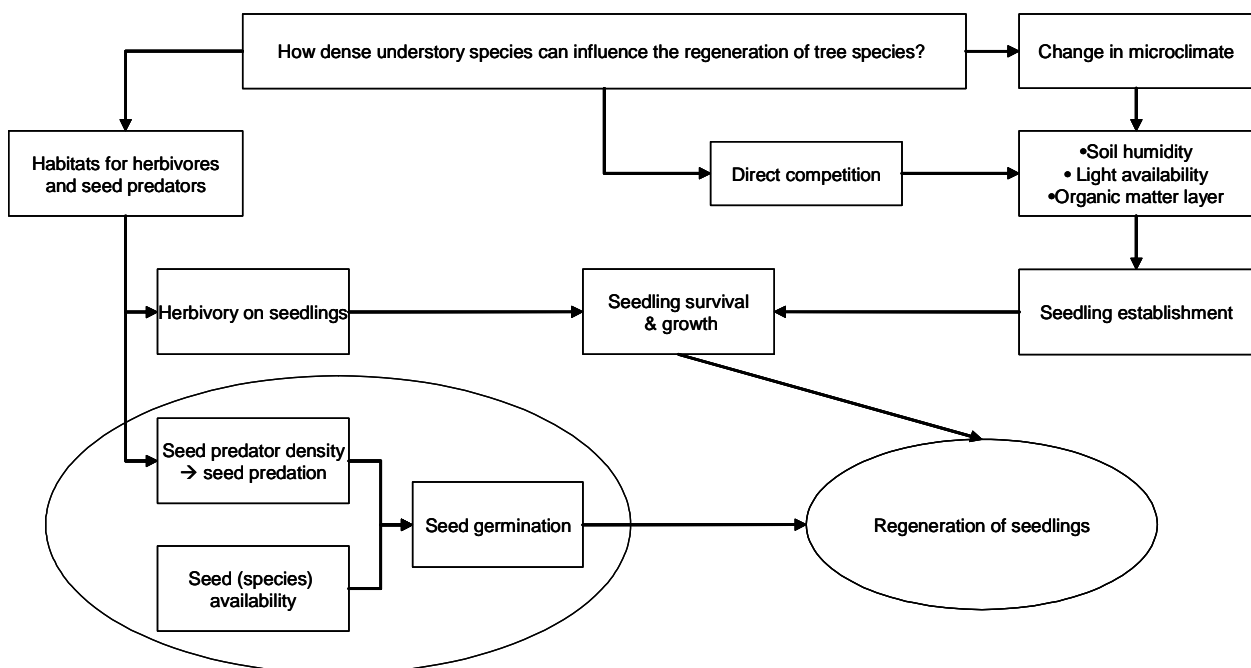 How dense understory species can influence the regeneration of tree species?
Change in microclimate
Habitats for herbivores
and seed predators
Direct competition
•Soil humidity
• Light availability
•Organic matter layer
Herbivory on seedlings
Seedling survival
& growth
Seedling establishment
Seed predator density
→ seed predation
Seed germination
Regeneration of seedlings
Seed (species)
availability